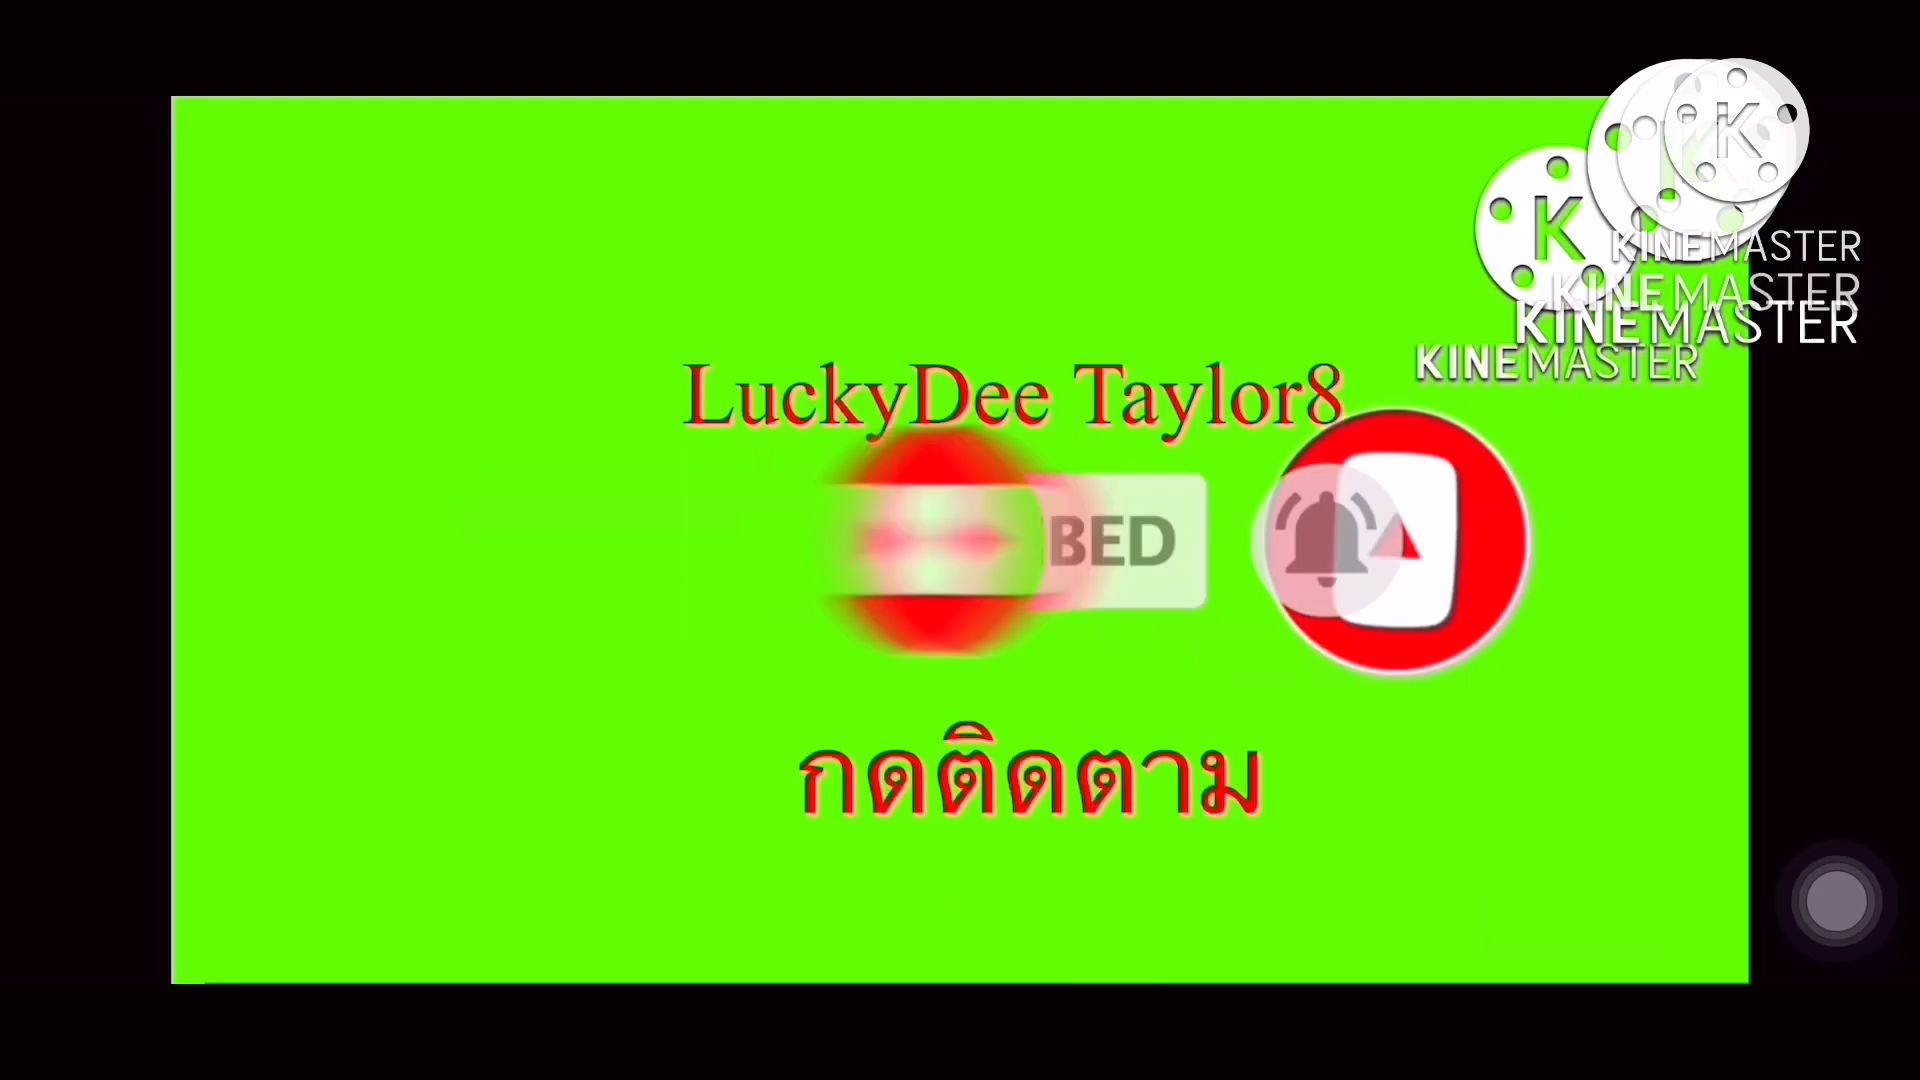 K
K
K
KINEMASTER
KINEMASTER
KINEMASTER
KINEMASTER
LuckyDee Taylor8
BED
กดติดตาม